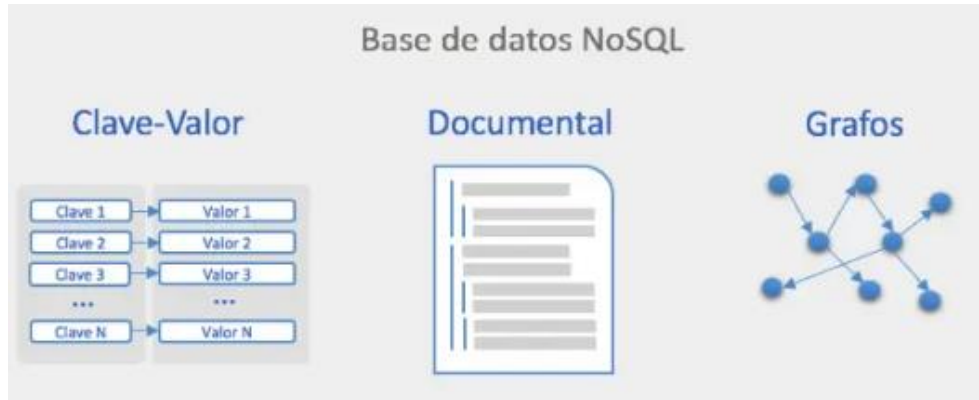 Base de datos NoSQL
Clave-Valor
Clave 1
Valor 1
Clave 2
Valor 2
Clave 3
Valor 3
...
...
Clave N
Valor N
Documental
Grafos